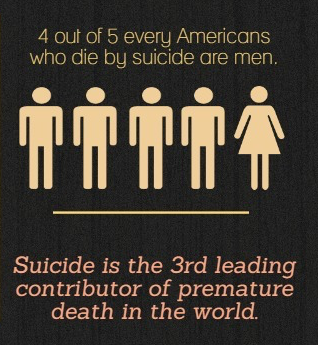 4 out of 5 every Americans
who die by suicide are men.
Suicide is the 3rd leading
contributor of premature
death in the world.